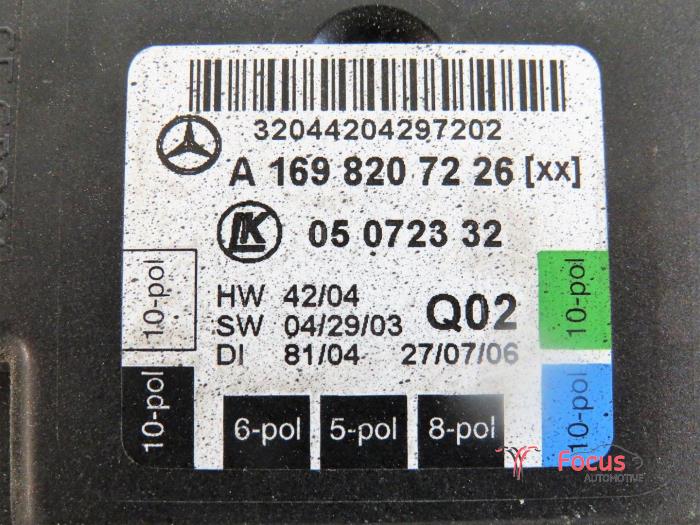 32044204297202
A 169 820 72 26 [xx]
LK 05 0723 32
HW 42/04
SW 04/29/03
Q02
DI 81/04 27/07/06
10-pol
10-pol
10-pol
6-pol 5-pol 8-pol
10-pol
Focus
AUTOMOTIVE